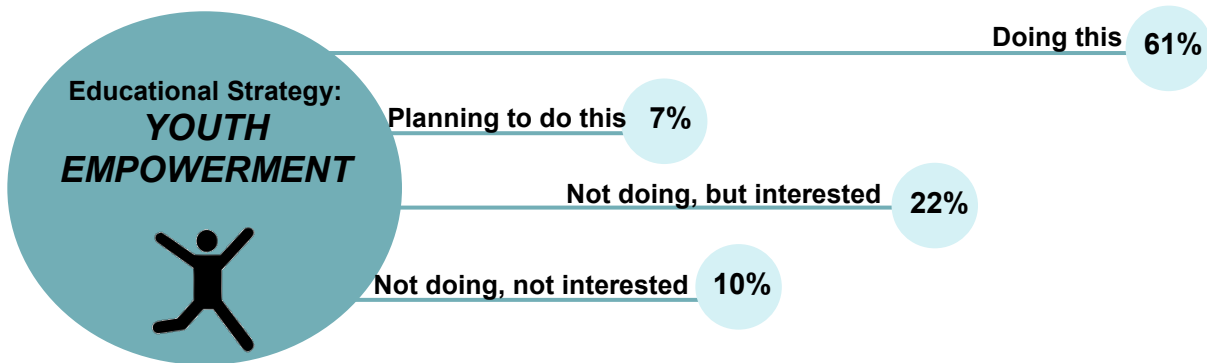 Educational Strategy:
YOUTH
EMPOWERMENT
Doing this 61%
Planning to do this 7%
Not doing, but interested 22%
Not doing, not interested 10%